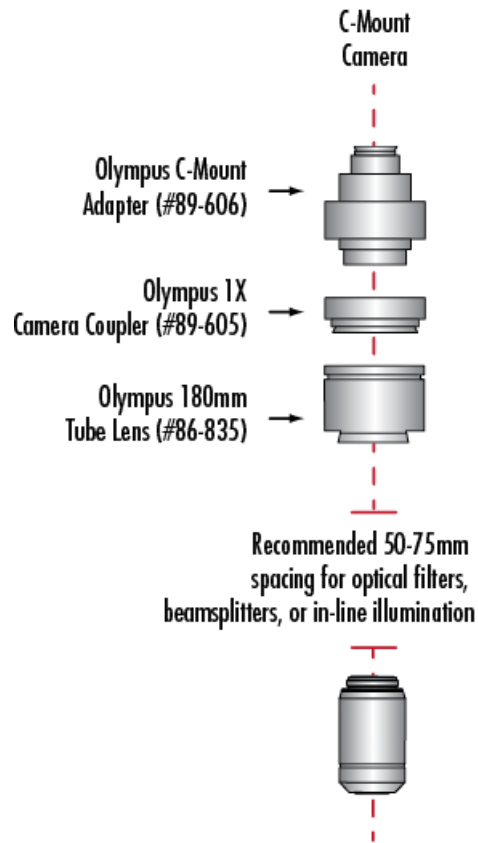 C-Mount
Camera
Olympus C-Mount
Adapter (#89-606)
Olympus 1X
Camera Coupler (#89-605)
Olympus 180mm
Tube Lens (#86-835)
Recommended 50-75mm
spacing for optical filters,
beamsplitters, or in-line illumination